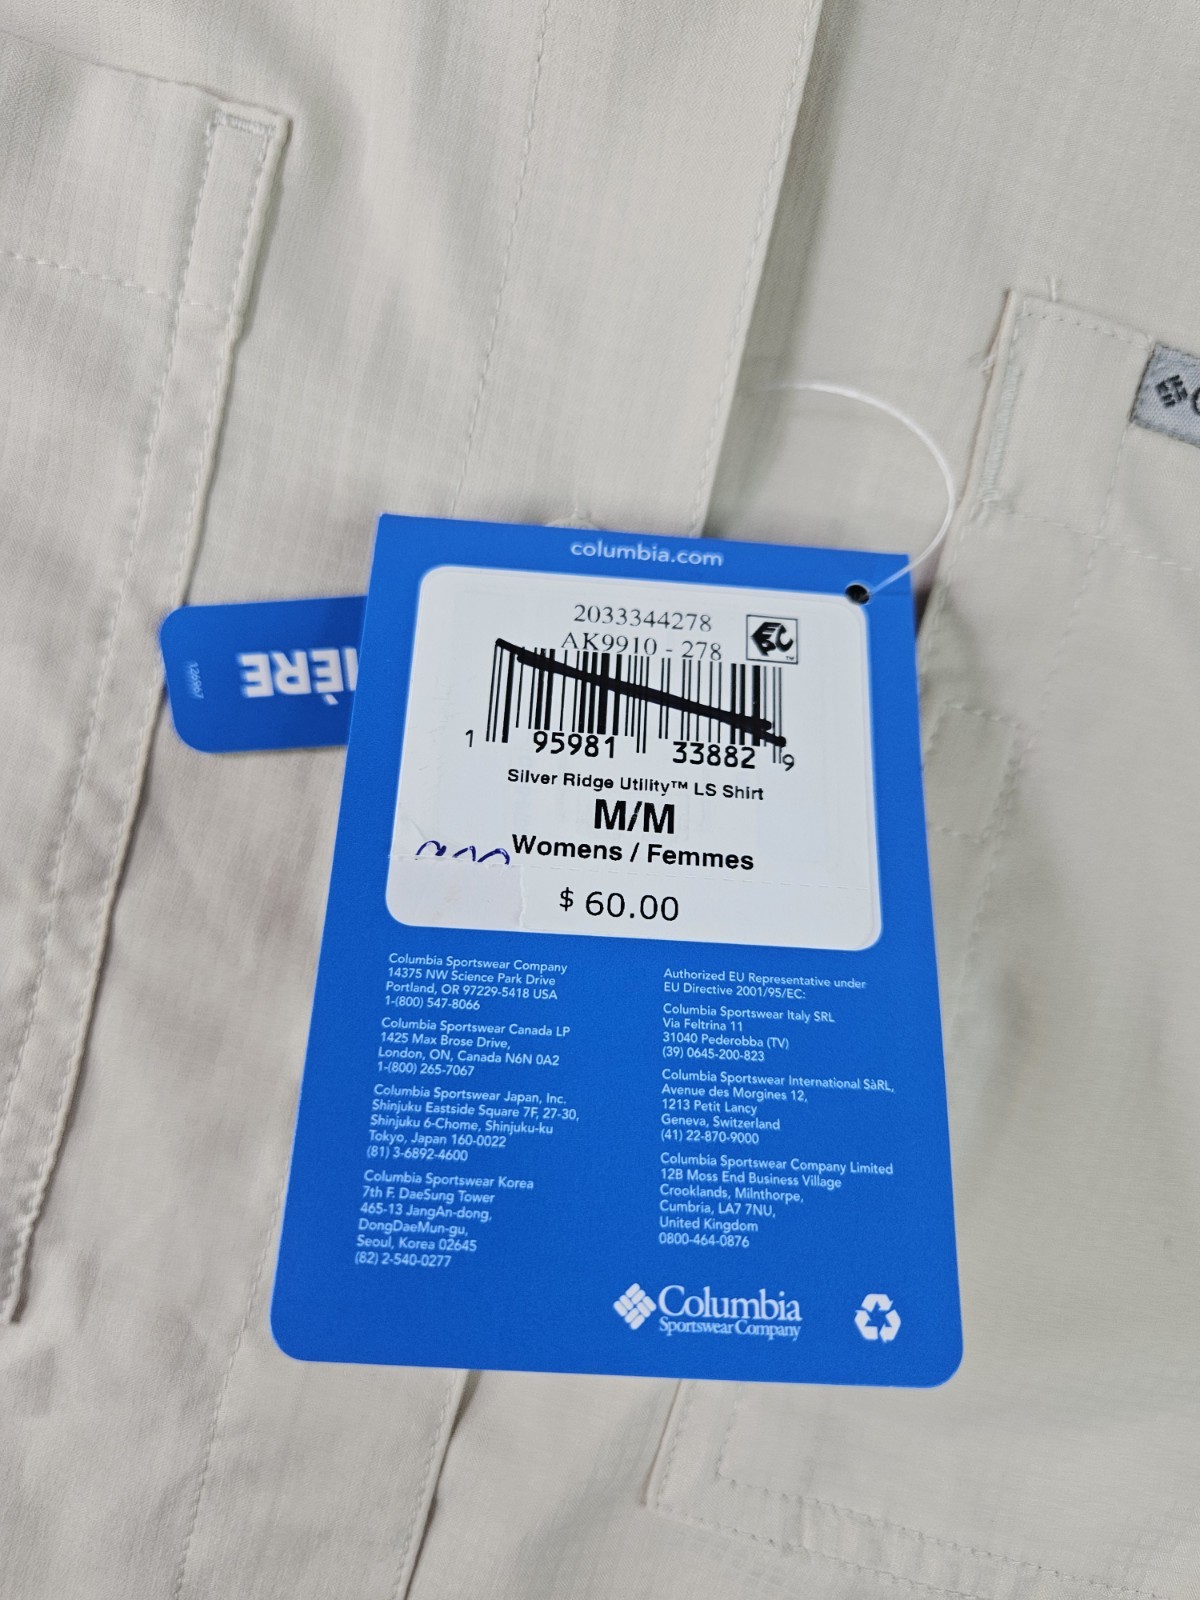 columbia.com
2033344278
AK9910 - 278
1 95981 33882 9
Silver Ridge Utility™ LS Shirt
M/M
Womens / Femmes
$ 60.00
Columbia Sportswear Company
14375 NW Science Park Drive
Portland, OR 97229-5418 USA
1-(800) 547-8066
Columbia Sportswear Canada LP
1425 Max Brose Drive,
London, ON, Canada N6N 0A2
1-(800) 265-7067
Columbia Sportswear Japan, Inc.
Shinjuku Eastside Square 7F, 27-30,
Shinjuku 6-Chome, Shinjuku-ku
Tokyo, Japan 160-0022
(81) 3-6892-4600
Columbia Sportswear Korea
7th F. DaeSung Tower
465-13 JangAn-dong,
DongDaeMun-gu,
Seoul, Korea 02645
(82) 2-540-0277
Authorized EU Representative under
EU Directive 2001/95/EC:
Columbia Sportswear Italy SRL
Via Feltrina 11
31040 Pederobba (TV)
(39) 0645-200-823
Columbia Sportswear International SàRL,
Avenue des Morgines 12,
1213 Petit Lancy
Geneva, Switzerland
(41) 22-870-9000
Columbia Sportswear Company Limited
12B Moss End Business Village
Crooklands, Milnthorpe,
Cumbria, LA7 7NU,
United Kingdom
0800-464-0876
Columbia
Sportswear Company
IÈRE
126967